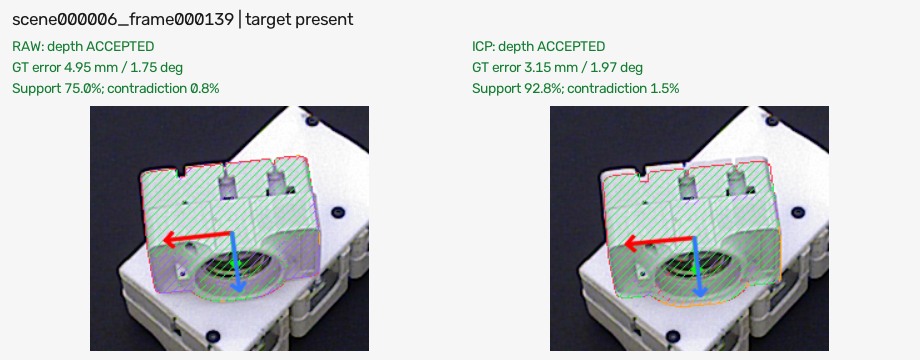 scene000006_frame000139 | target present
RAW: depth ACCEPTED
GT error 4.95 mm / 1.75 deg
Support 75.0%; contradiction 0.8%
ICP: depth ACCEPTED
GT error 3.15 mm / 1.97 deg
Support 92.8%; contradiction 1.5%